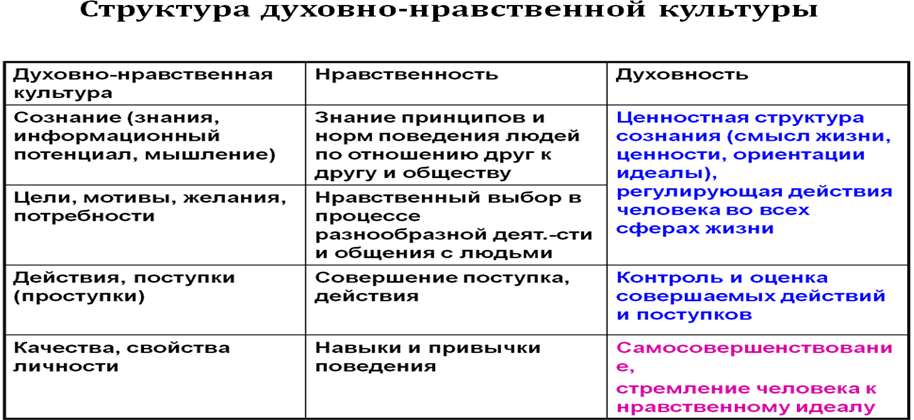 Структура духовно-нравственной культуры
Духовно-нравственная
культура
Нравственность
Духовность
Сознание (знания,
информационный
потенциал, мышление)
Знание принципов и
норм поведения людей
по отношению друг к
другу и обществу
Ценностная структура
сознания (смысл жизни,
ценности, ориентации
идеалы),
регулирующая действия
человека во всех
сферах жизни
Цели, мотивы, желания,
потребности
Нравственный выбор в
процессе
разнообразной деят.-сти
и общения с людьми
Действия, поступки
(проступки)
Совершение поступка,
действия
Контроль и оценка
совершаемых действий
и поступков
Качества, свойства
личности
Навыки и привычки
поведения
Самосовершенствовани
е,
стремление человека к
нравственному идеалу